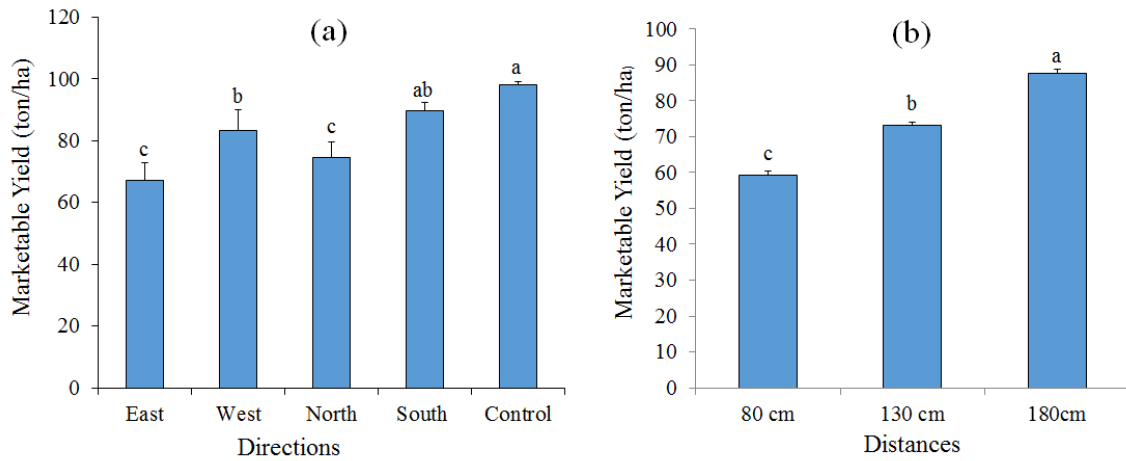 (a)
Marketable Yield (ton/ha)
120
100
80
60
40
20
0
c
b
c
ab
a
East West North South Control
Directions
(b)
Marketable Yield (ton/ha)
100
90
80
70
60
50
40
30
20
10
0
c
b
a
80 cm 130 cm 180cm
Distances